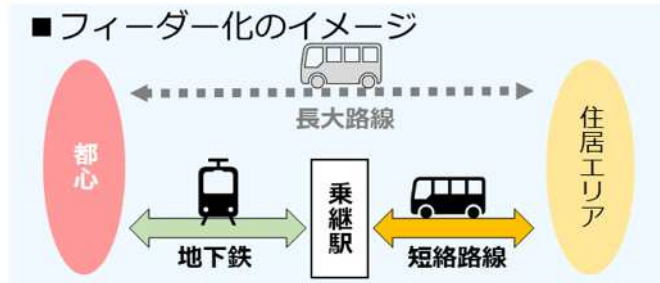 ■フィーダー化のイメージ
長大路線
都心
住居エリア
乗継駅
地下鉄
短絡路線